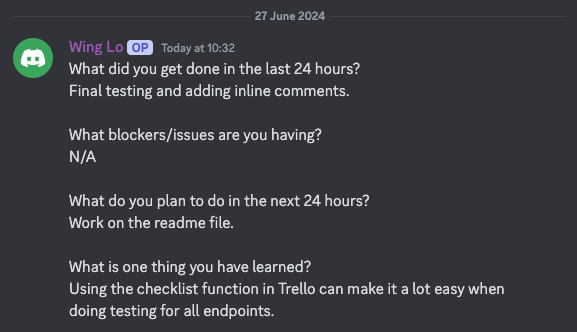 27 June 2024
Wing Lo OP Today at 10:32
What did you get done in the last 24 hours?
Final testing and adding inline comments.
What blockers/issues are you having?
N/A
What do you plan to do in the next 24 hours?
Work on the readme file.
What is one thing you have learned?
Using the checklist function in Trello can make it a lot easy when
doing testing for all endpoints.